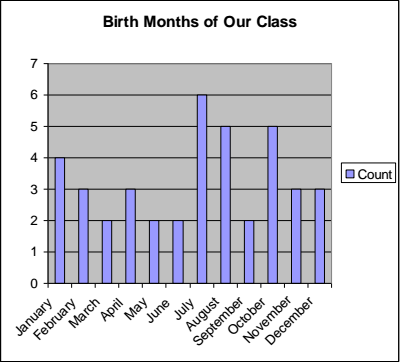 Birth Months of Our Class
7
6
5
4
3
2
1
0
January
February
March
April
May
June
July
August
September
October
November
December
Count